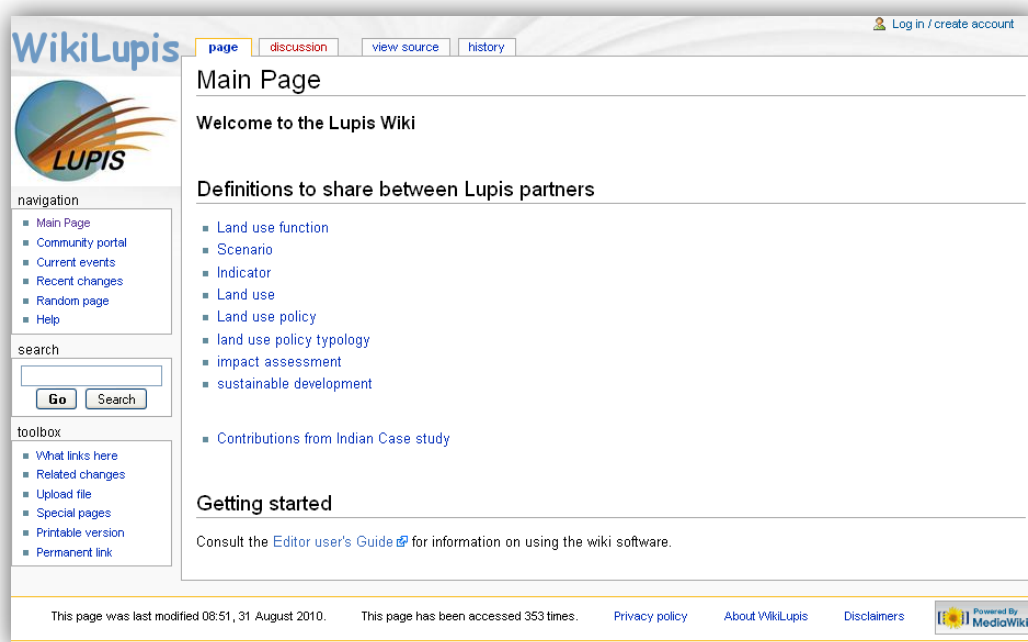 Log in / create account
WikiLupis
page discussion view source history
LUPIS
Main Page
Welcome to the Lupis Wiki
Definitions to share between Lupis partners
Land use function
Scenario
Indicator
Land use
Land use policy
land use policy typology
impact assessment
sustainable development
Contributions from Indian Case study
Getting started
Consult the Editor user's Guide for information on using the wiki software.
navigation
Main Page
Community portal
Current events
Recent changes
Random page
Help
search
Go Search
toolbox
What links here
Related changes
Upload file
Special pages
Printable version
Permanent link
This page was last modified 08:51, 31 August 2010. This page has been accessed 353 times. Privacy policy About WikiLupis Disclaimers
Powered By
MediaWiki